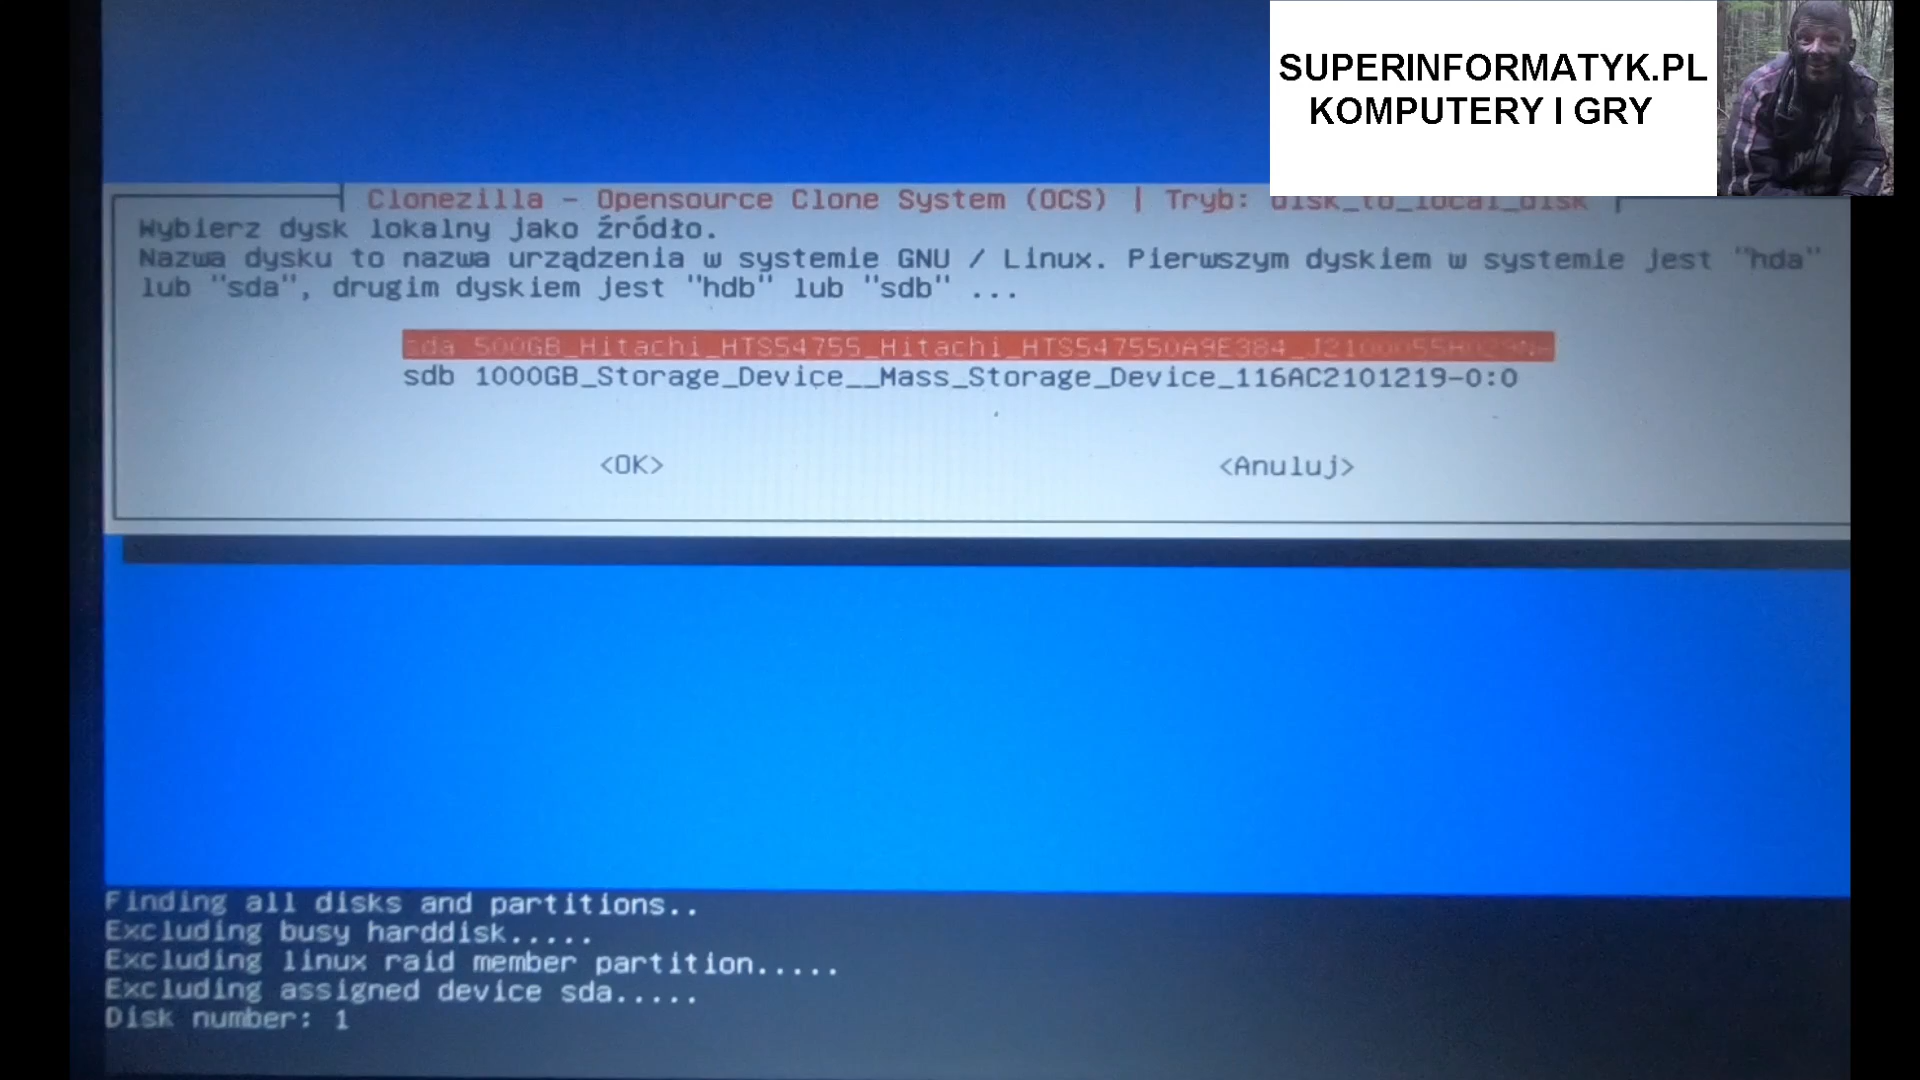 SUPERINFORMATYK.PL
KOMPUTERY I GRY
Clonezilla - Opensource Clone System (OCS) | Tryb: disk_to_local_disk
Wybierz dysk lokalny jako źródło.
Nazwa dysku to nazwa urządzenia w systemie GNU / Linux. Pierwszym dyskiem w systemie jest "hda"
lub "sda", drugim dyskiem jest "hdb" lub "sdb" ...
sda 500GB_Hitachi_HTS54755_Hitachi_HTS547550A9E384
sdb 1000GB_Storage_Device__Mass_Storage_Device_116AC2101219-0:0
<OK> <Anuluj>
Finding all disks and partitions..
Excluding busy harddisk.....
Excluding linux raid member partition.....
Excluding assigned device sda.....
Disk number: 1